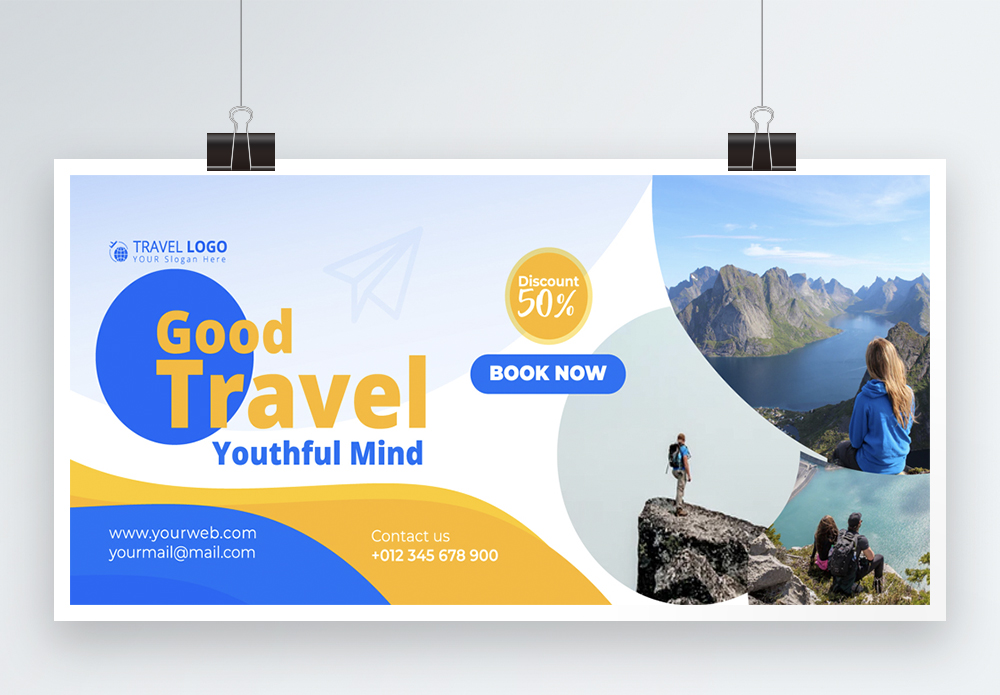 TRAVEL LOGO
YOUR Slogan Here
Good
Travel
Youthful Mind
Discount
50%
BOOK NOW
www.yourweb.com
yourmail@mail.com
Contact us
+012 345 678 900